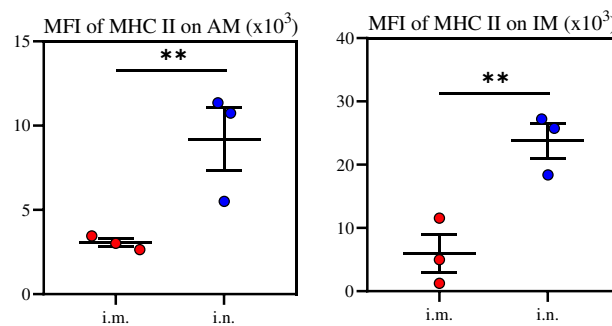 MFI of MHC II on AM (x10³)
**
15
10
5
0
i.m.
i.n.
MFI of MHC II on IM (x10³)
**
40
30
20
10
0
i.m.
i.n.